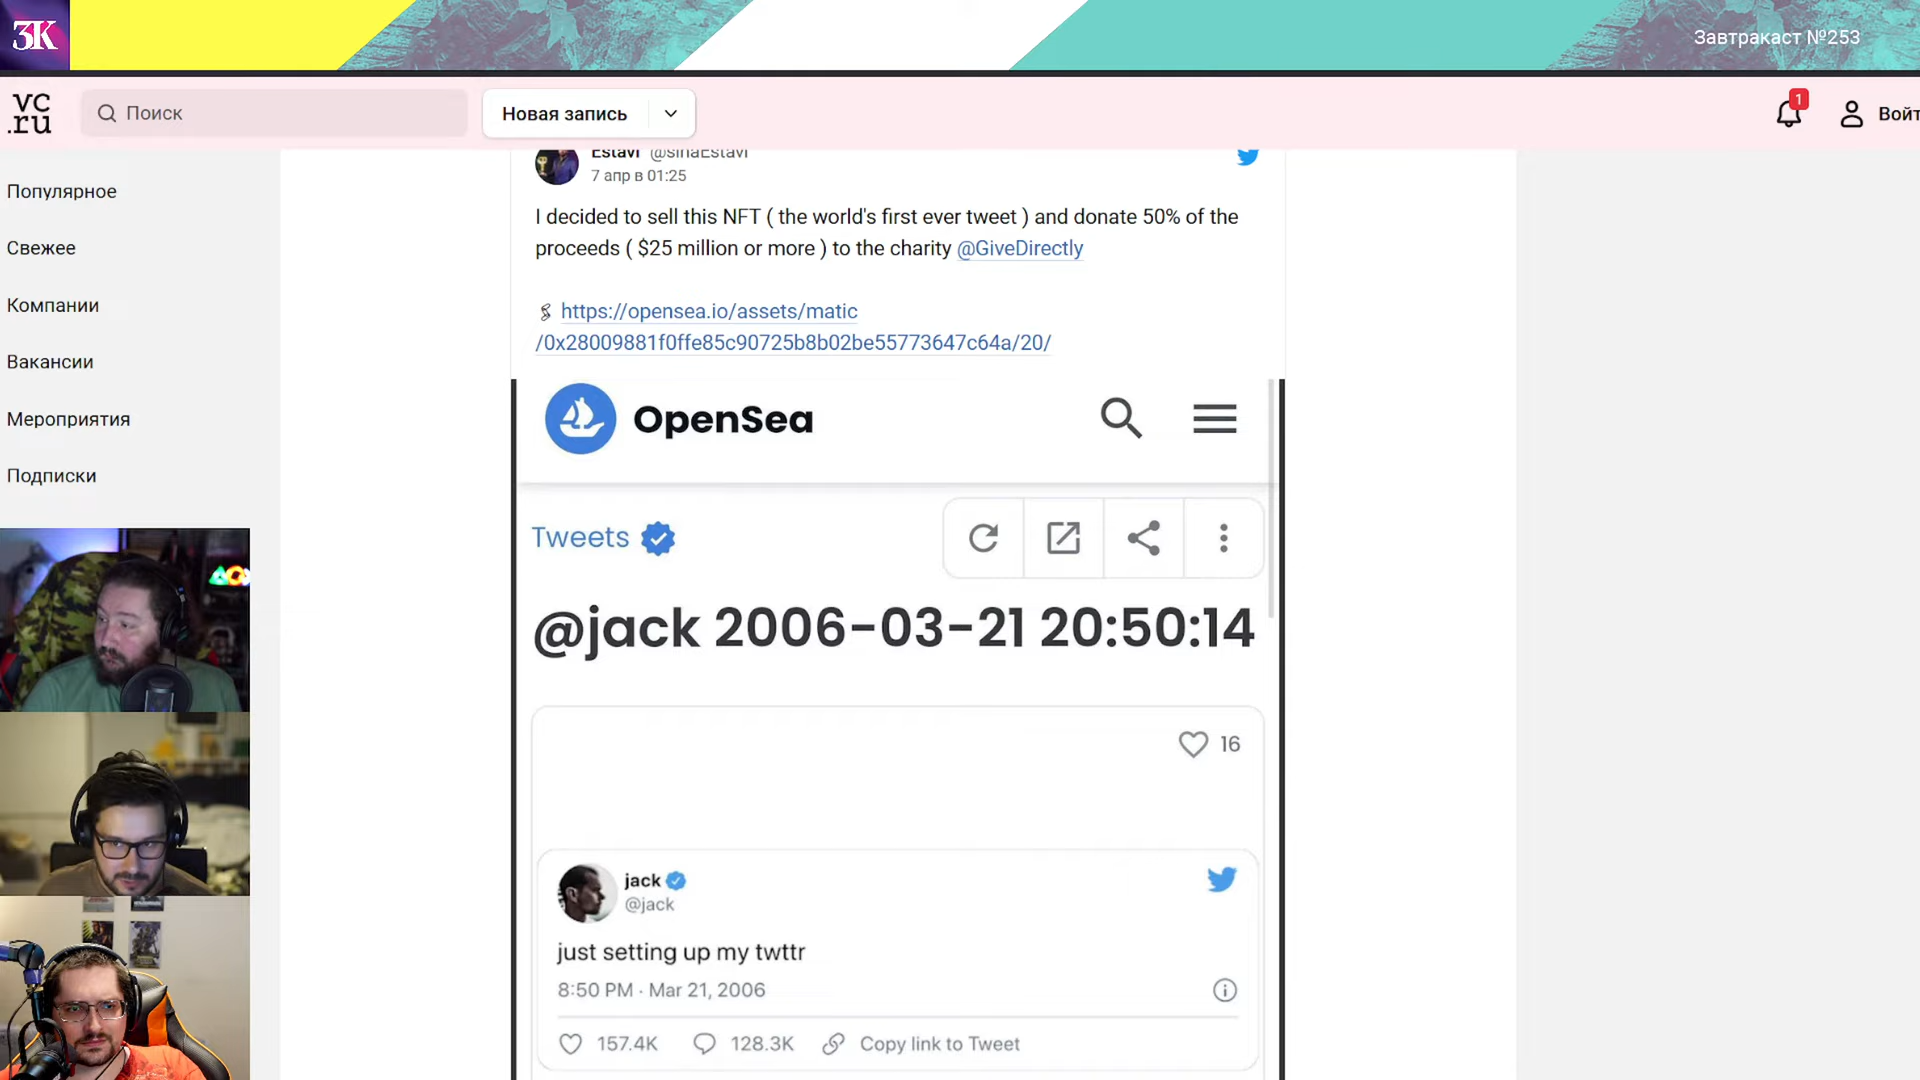 3K
Завтракаст №253
vc
.ru
Поиск
Новая запись
1
Войт
Популярное
Свежее
Компании
Вакансии
Мероприятия
Подписки
Estavi @sinaEstavi
7 апр в 01:25
I decided to sell this NFT ( the world's first ever tweet ) and donate 50% of the
proceeds ( $25 million or more ) to the charity @GiveDirectly
https://opensea.io/assets/matic
/0x28009881f0ffe85c90725b8b02be55773647c64a/20/
OpenSea
Tweets
@jack 2006-03-21 20:50:14
16
jack
@jack
just setting up my twttr
8:50 PM · Mar 21, 2006
157.4K 128.3K Copy link to Tweet